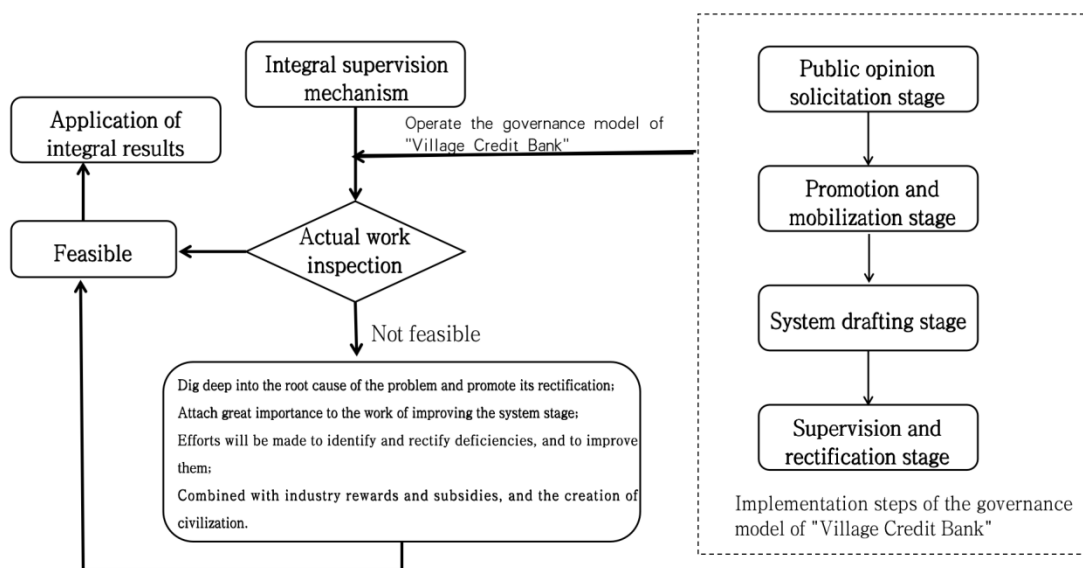 Integral supervision
mechanism
Application of
integral results
Operate the governance model of
"Village Credit Bank"
Feasible
Actual work
inspection
Not feasible
Dig deep into the root cause of the problem and promote its rectification;
Attach great importance to the work of improving the system stage;
Efforts will be made to identify and rectify deficiencies, and to improve
them;
Combined with industry rewards and subsidies, and the creation of
civilization.
Public opinion
solicitation stage
Promotion and
mobilization stage
System drafting stage
Supervision and
rectification stage
Implementation steps of the governance
model of "Village Credit Bank"